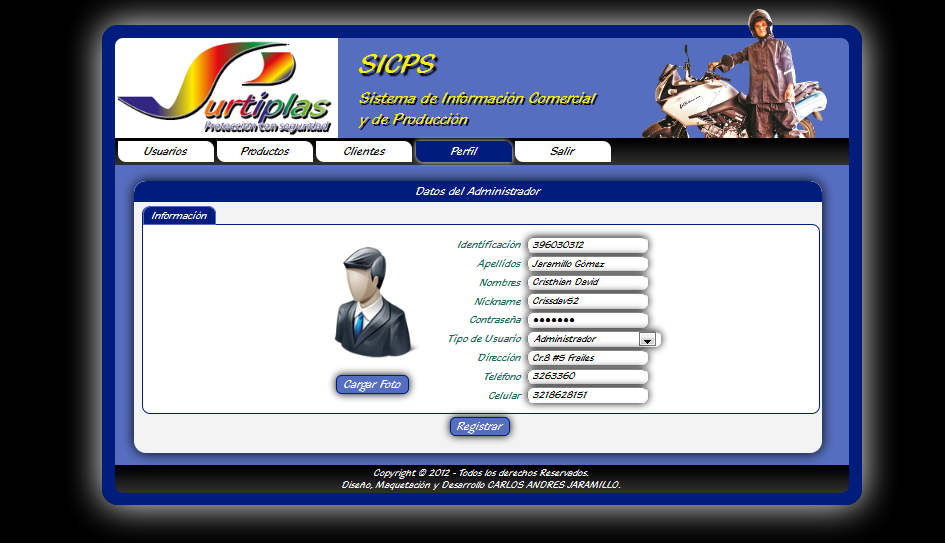 Surtiplas
Protección con seguridad
SICPS
Sistema de Información Comercial
y de Producción
Usuarios
Productos
Clientes
Perfil
Salir
Datos del Administrador
Información
Identificación 396030312
Apellidos Jaramillo Gómez
Nombres Cristhian David
Nickname Crissdav52
Contraseña ●●●●●●●
Tipo de Usuario Administrador
Dirección Cr.8 #5 Frailes
Teléfono 3263360
Celular 3218628151
Cargar Foto
Registrar
Copyright © 2012 - Todos los derechos Reservados.
Diseño, Maquetación y Desarrollo CARLOS ANDRES JARAMILLO.